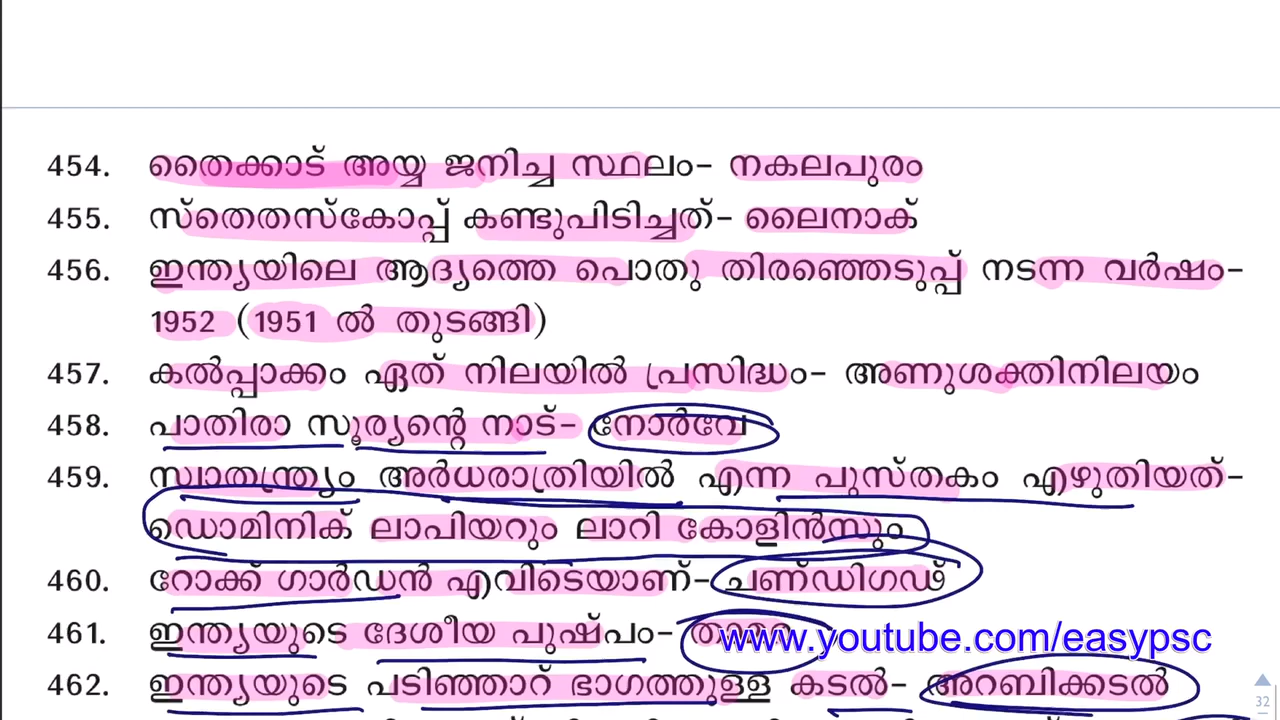 454. തൈക്കാട് അയ്യ ജനിച്ച സ്ഥലം- നകലപുരം
455. സ്തെതസ്കോപ്പ് കണ്ടുപിടിച്ചത്- ലൈനാക്
456. ഇന്ത്യയിലെ ആദ്യത്തെ പൊതു തിരഞ്ഞെടുപ്പ് നടന്ന വർഷം-
1952 (1951 ൽ തുടങ്ങി)
457. കൽപ്പാക്കം ഏത് നിലയിൽ പ്രസിദ്ധം- അണുശക്തിനിലയം
458. പാതിരാ സൂര്യന്റെ നാട്- നോർവേ
459. സ്വാതന്ത്ര്യം അർധരാത്രിയിൽ എന്ന പുസ്തകം എഴുതിയത്-
ഡൊമിനിക് ലാപിയറും ലാറി കോളിൻസും
460. റോക്ക് ഗാർഡൻ എവിടെയാണ്- ചണ്ഡിഗഢ്
461. ഇന്ത്യയുടെ ദേശീയ പുഷ്പം- താമര
www.youtube.com/easypsc
462. ഇന്ത്യയുടെ പടിഞ്ഞാറ് ഭാഗത്തുള്ള കടൽ- അറബിക്കടൽ
32